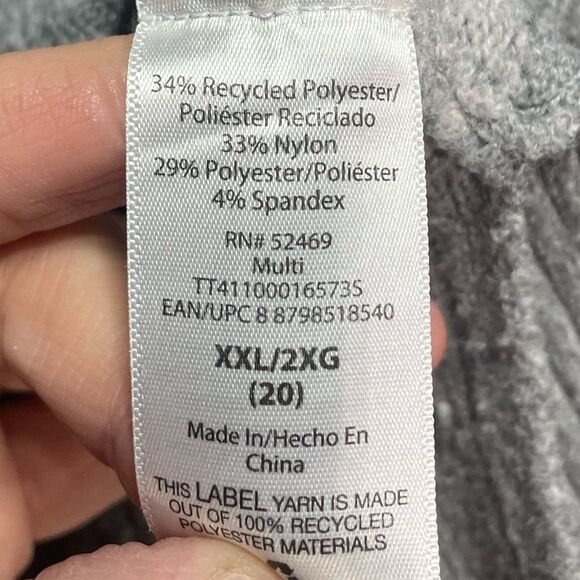 34% Recycled Polyester/
Poliéster Reciclado
33% Nylon
29% Polyester/Poliéster
4% Spandex
RN# 52469
Multi
TT41100016573S
EAN/UPC 8 8798518540
XXL/2XG
(20)
Made In/Hecho En
China
THIS LABEL YARN IS MADE
OUT OF 100% RECYCLED
POLYESTER MATERIALS